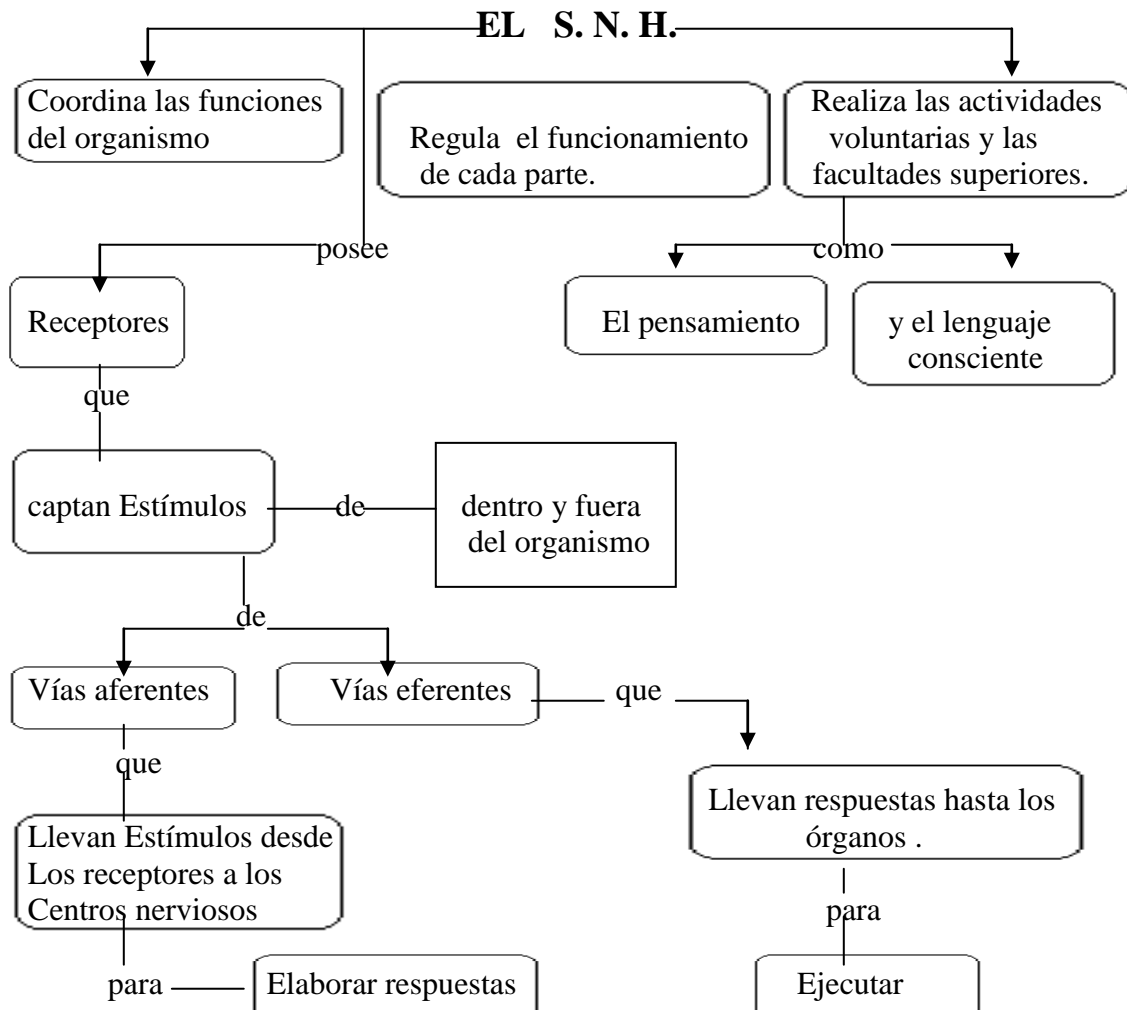 EL S. N. H.
Coordina las funciones
del organismo
Regula el funcionamiento
de cada parte.
Realiza las actividades
voluntarias y las
facultades superiores.
posee
como
Receptores
El pensamiento
y el lenguaje
consciente
que
captan Estímulos
de
dentro y fuera
del organismo
de
Vías aferentes
Vías eferentes
que
que
Llevan respuestas hasta los
órganos .
Llevan Estímulos desde
Los receptores a los
Centros nerviosos
para
para
Elaborar respuestas
Ejecutar